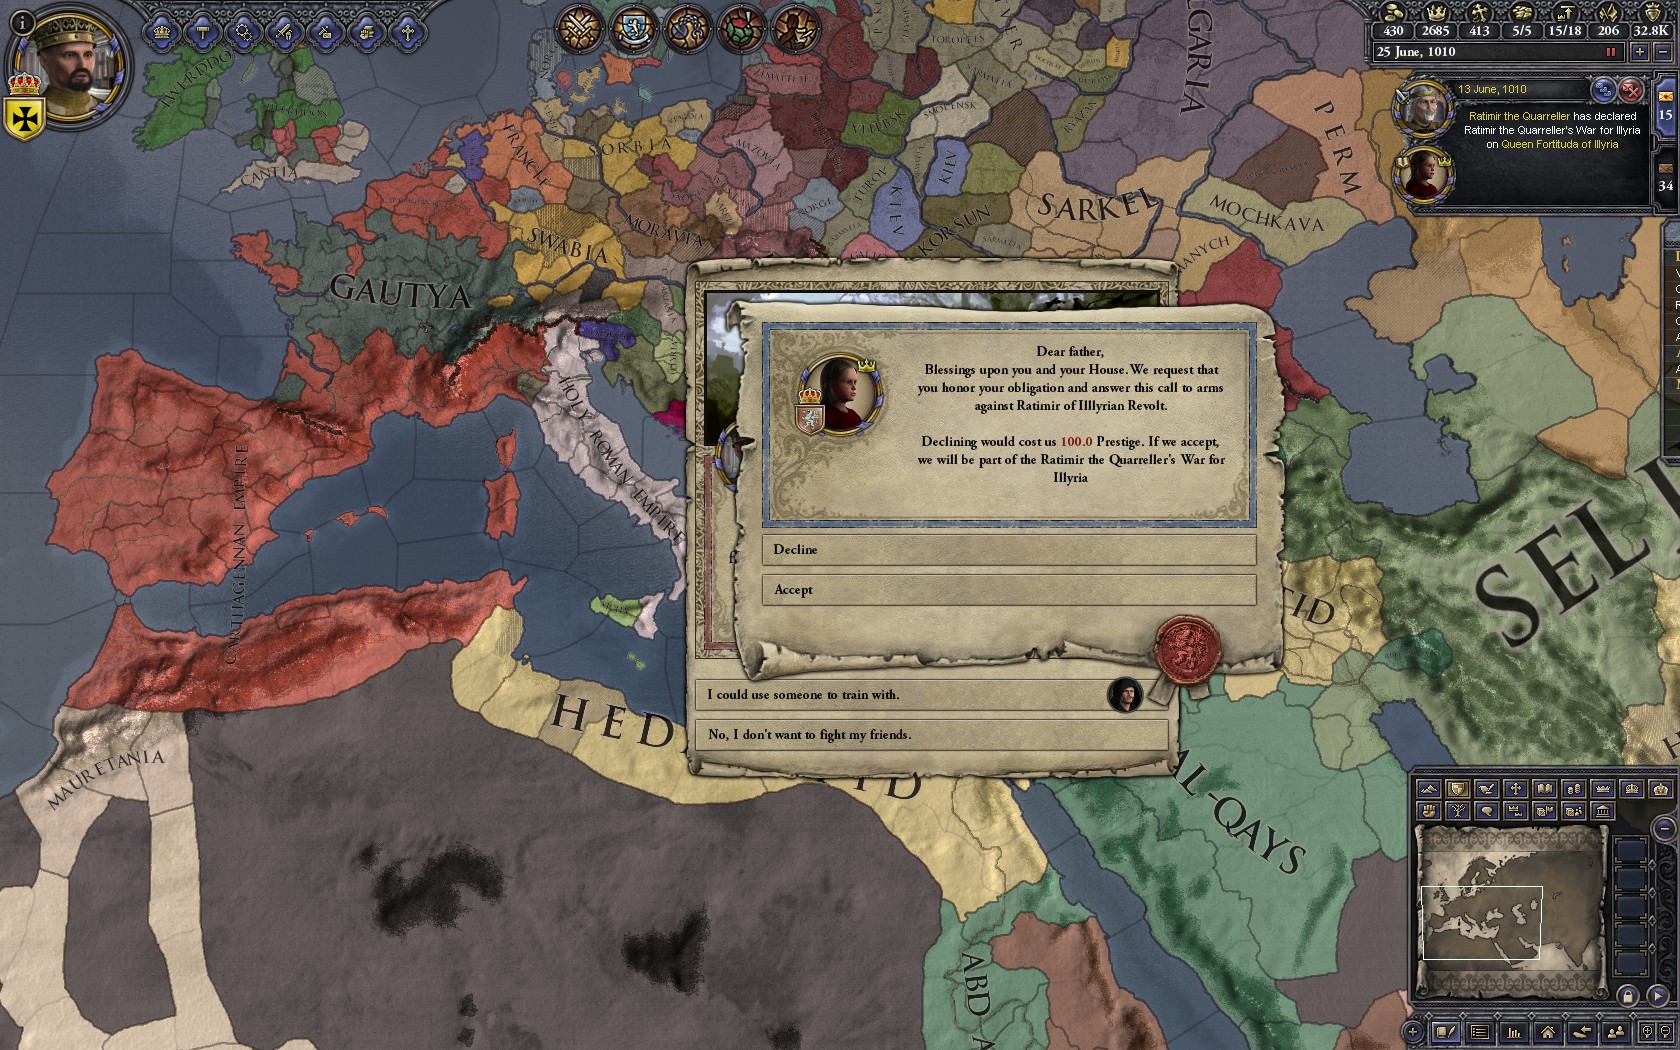 430 2685 413 5/5 15/18 206 32.8K
25 June, 1010
13 June, 1010
Ratimir the Quarreller has declared
Ratimir the Quarreller's War for Illyria
on Queen Fortituda of Illyria
15
34
CANTIA
SORBIA
MAZOVIA
VITEBSK
SMOLENSK
RYAZAN
TUROV
KIEV
KIEV
KORSUN
SARKEL
MOCHKAVA
PERM
SWABIA
MORAVIA
GAUTYA
HOLY ROMAN EMPIRE
CARTHAGENNAN EMPIRE
MAURETANIA
AL-QAYS
Dear father,
Blessings upon you and your House. We request that
you honor your obligation and answer this call to arms
against Ratimir of Illlyrian Revolt.
Declining would cost us 100.0 Prestige. If we accept,
we will be part of the Ratimir the Quarreller's War for
Illyria
Decline
Accept
I could use someone to train with.
No, I don't want to fight my friends.